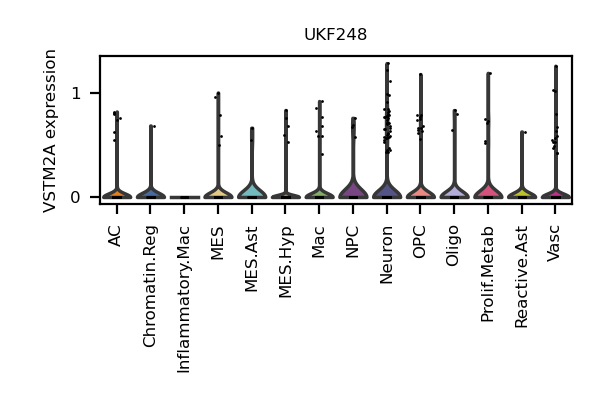 UKF248
VSTM2A expression
1
0
AC
Chromatin.Reg
Inflammatory.Mac
MES
MES.Ast
MES.Hyp
Mac
NPC
Neuron
OPC
Oligo
Prolif.Metab
Reactive.Ast
Vasc